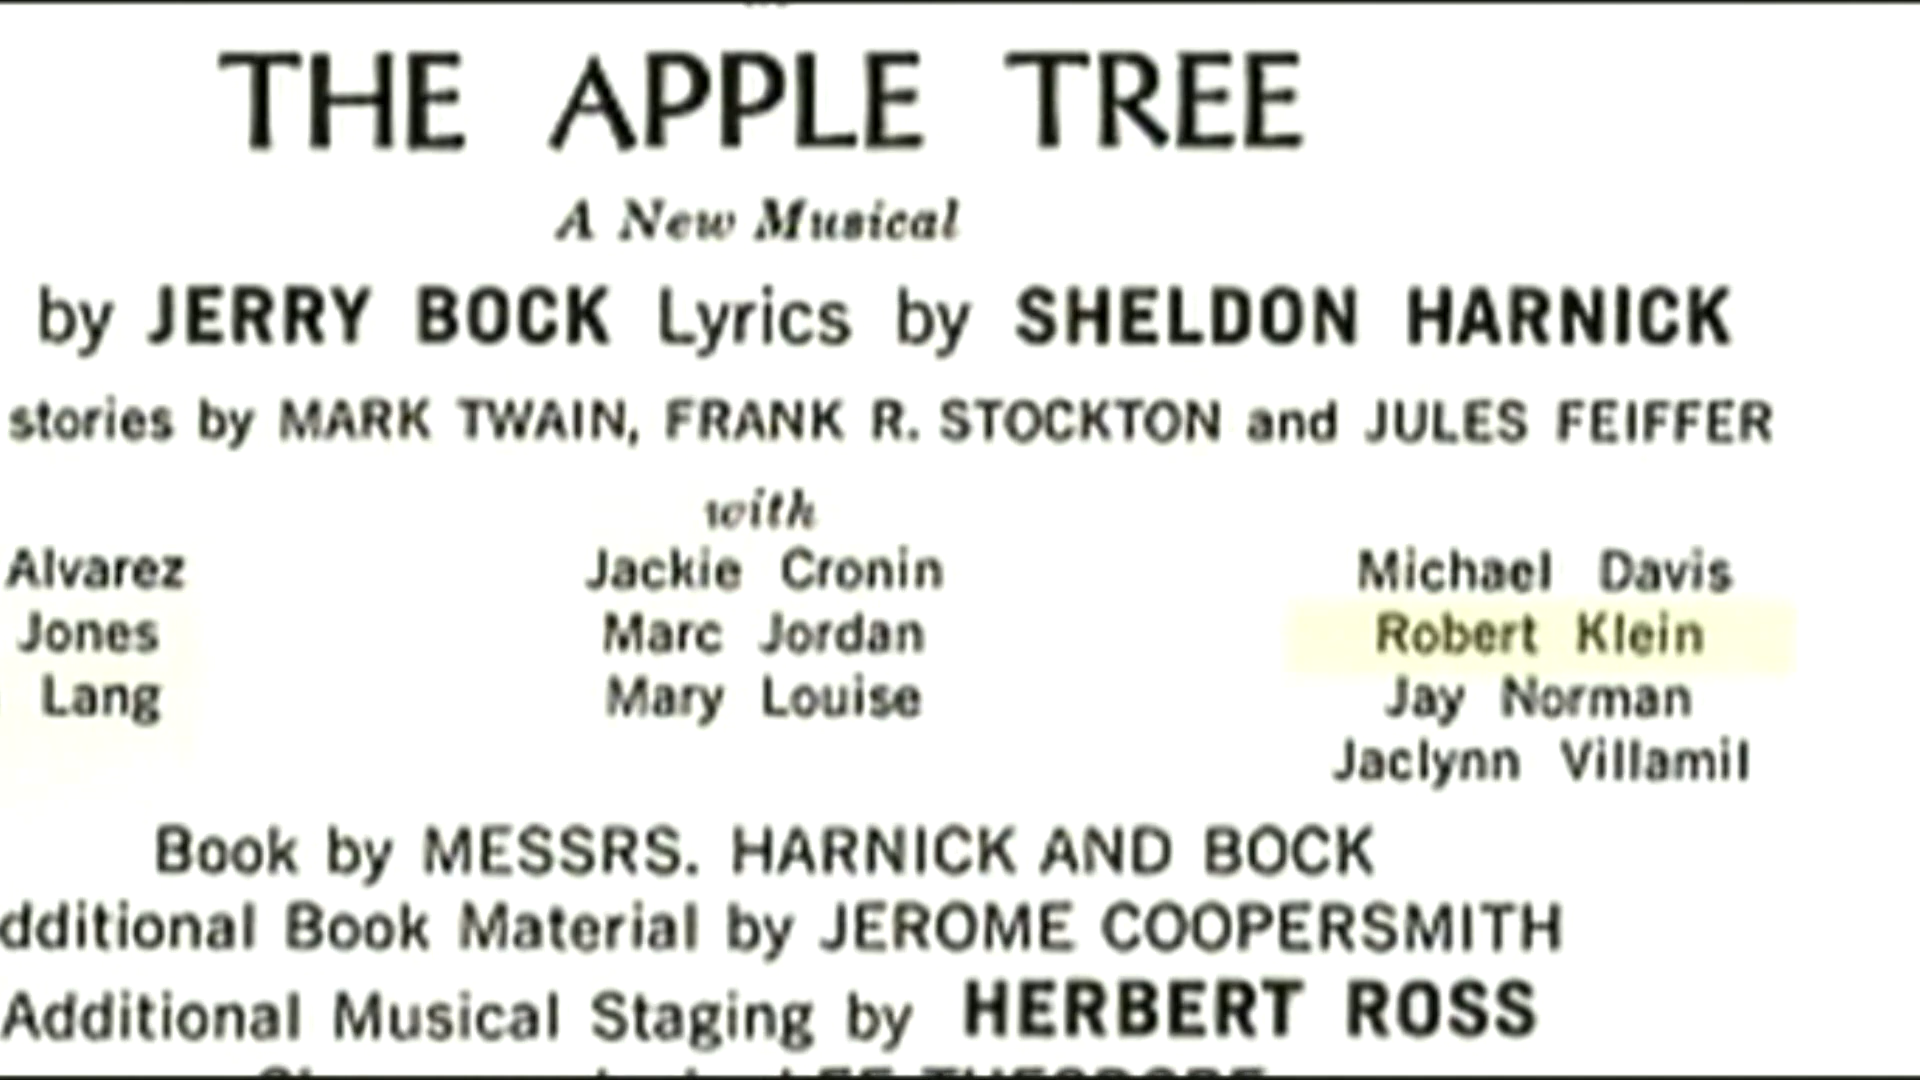 THE APPLE TREE
A New Musical
by JERRY BOCK Lyrics by SHELDON HARNICK
stories by MARK TWAIN, FRANK R. STOCKTON and JULES FEIFFER
with
Alvarez Jackie Cronin Michael Davis
Jones Marc Jordan Robert Klein
Lang Mary Louise Jay Norman
Jaclynn Villamil
Book by MESSRS. HARNICK AND BOCK
dditional Book Material by JEROME COOPERSMITH
Additional Musical Staging by HERBERT ROSS